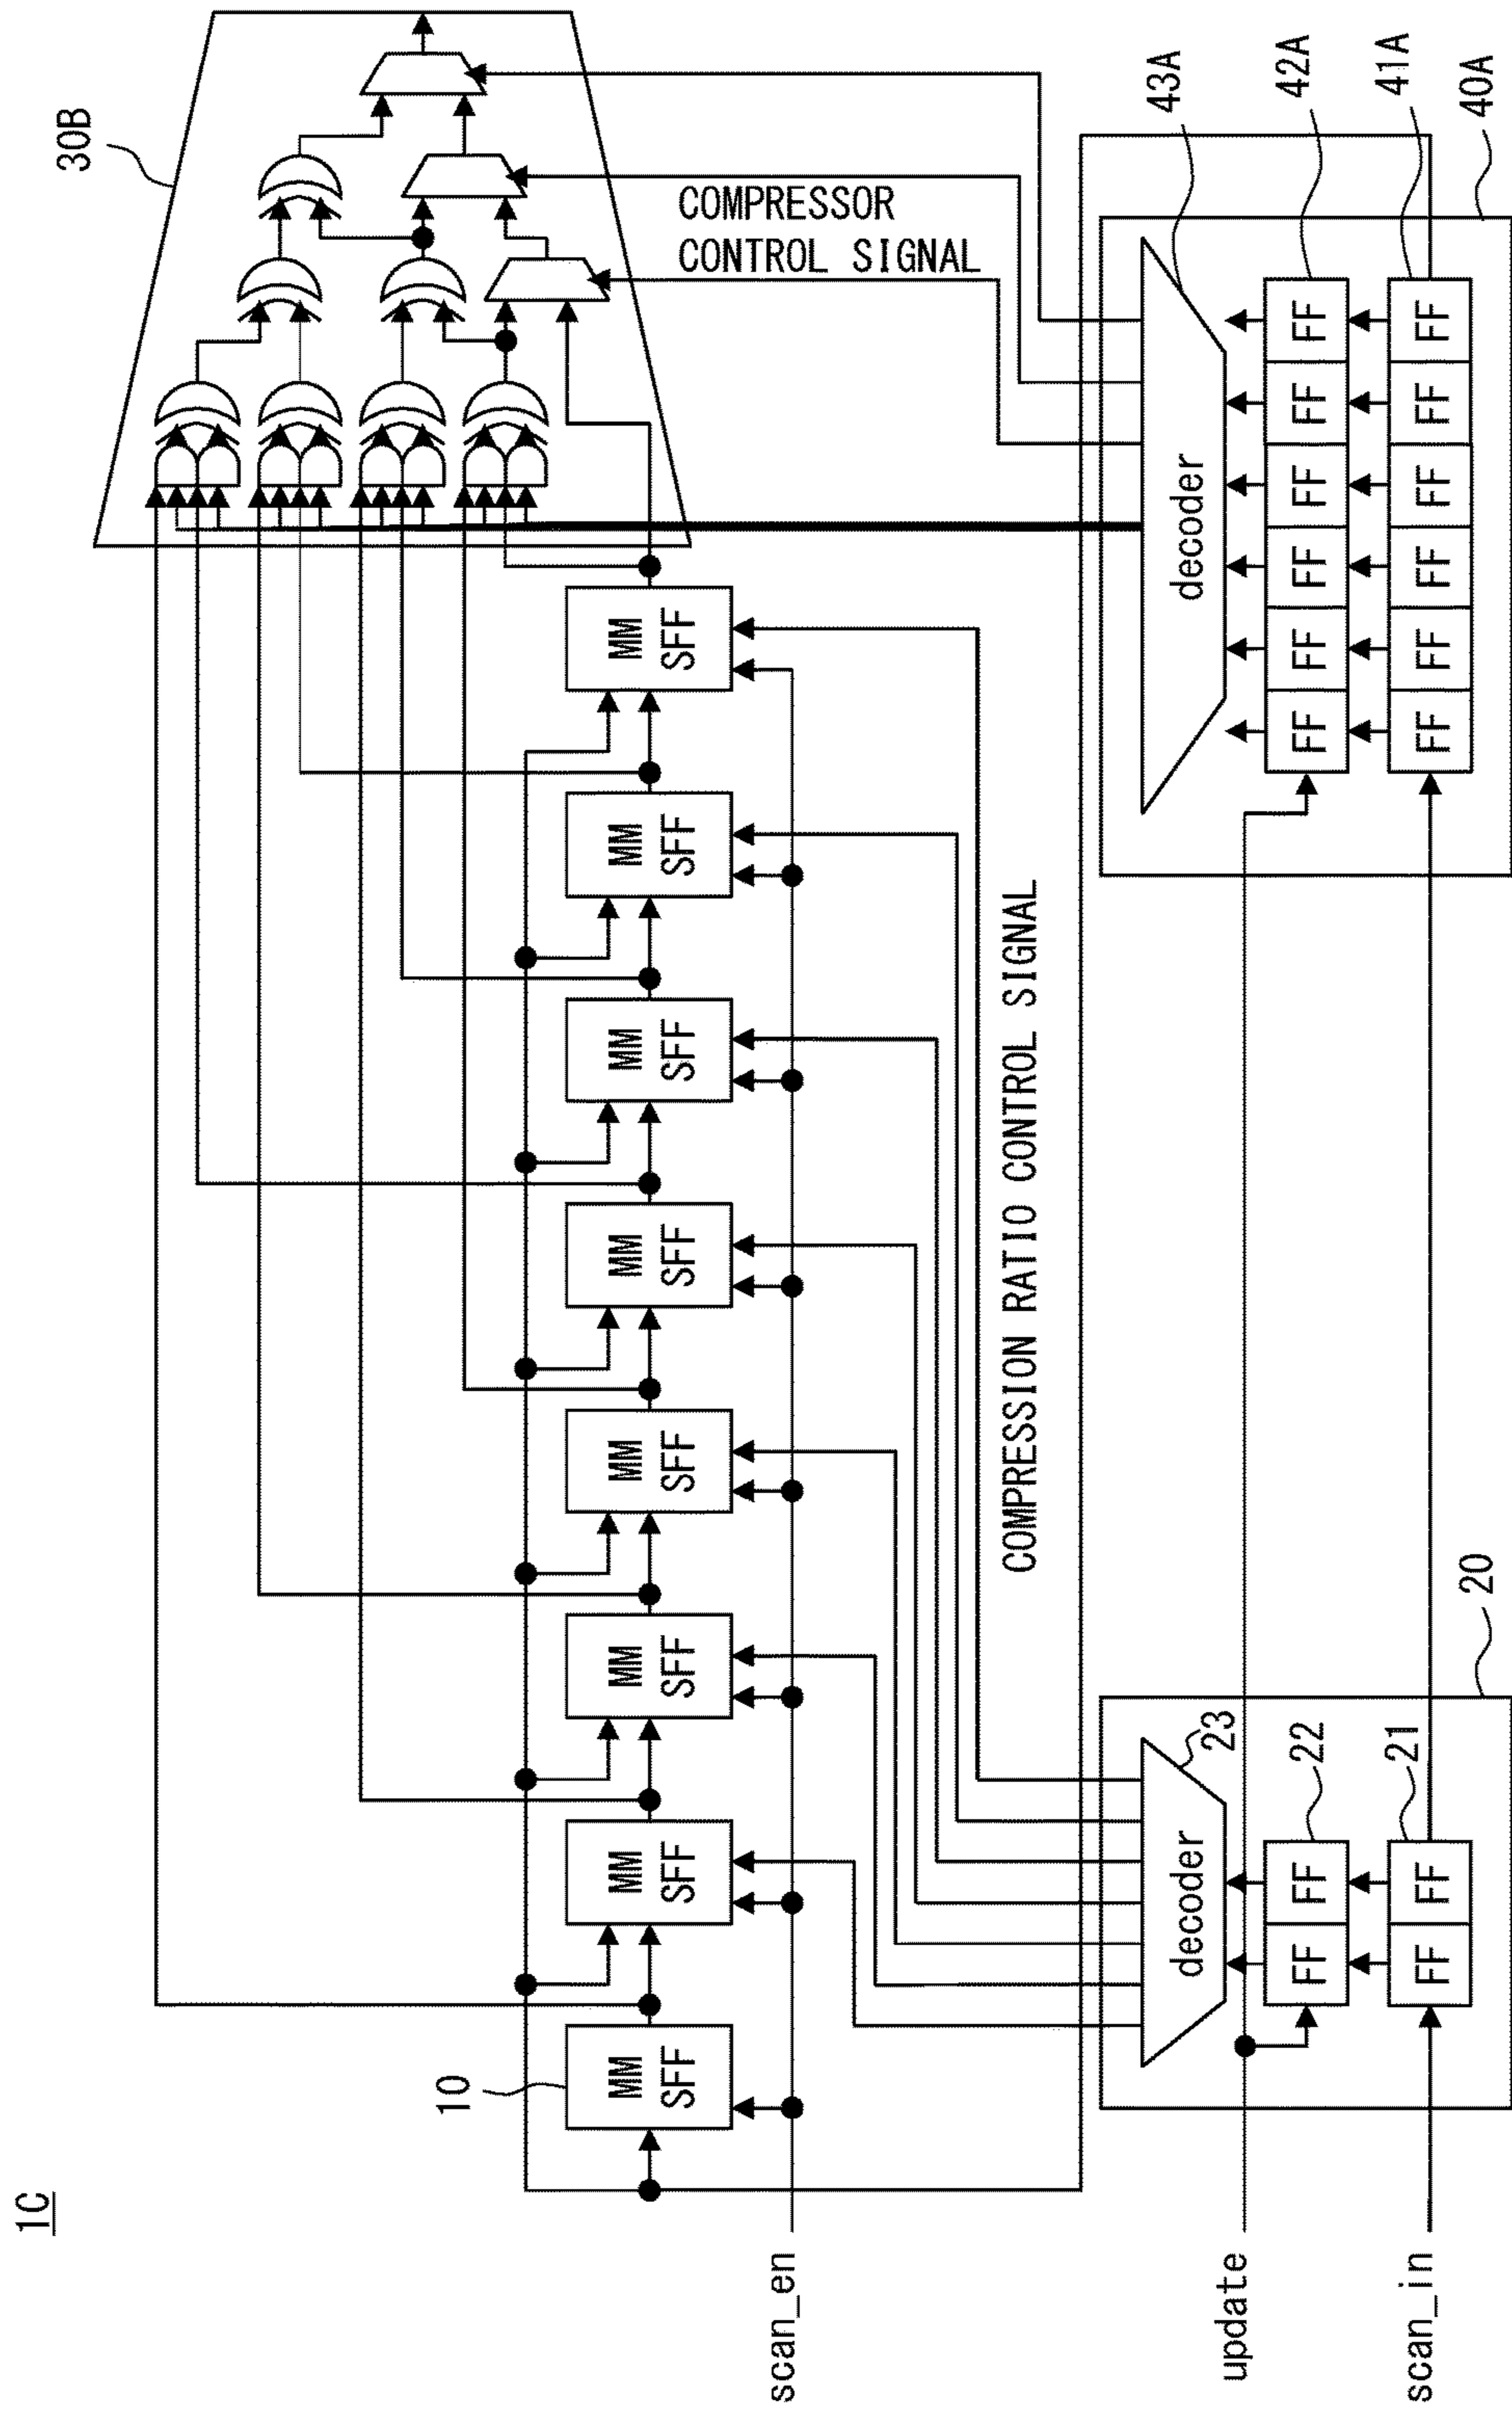 1C
30B
10
MM
SFF
MM
SFF
MM
SFF
MM
SFF
MM
SFF
MM
SFF
MM
SFF
MM
SFF
COMPRESSOR
CONTROL SIGNAL
scan_en
COMPRESSION RATIO CONTROL SIGNAL
decoder
23
decoder
43A
update
FF
FF
22
FF
FF
FF
FF
FF
FF
42A
scan_in
FF
FF
21
FF
FF
FF
FF
FF
FF
41A
20
40A